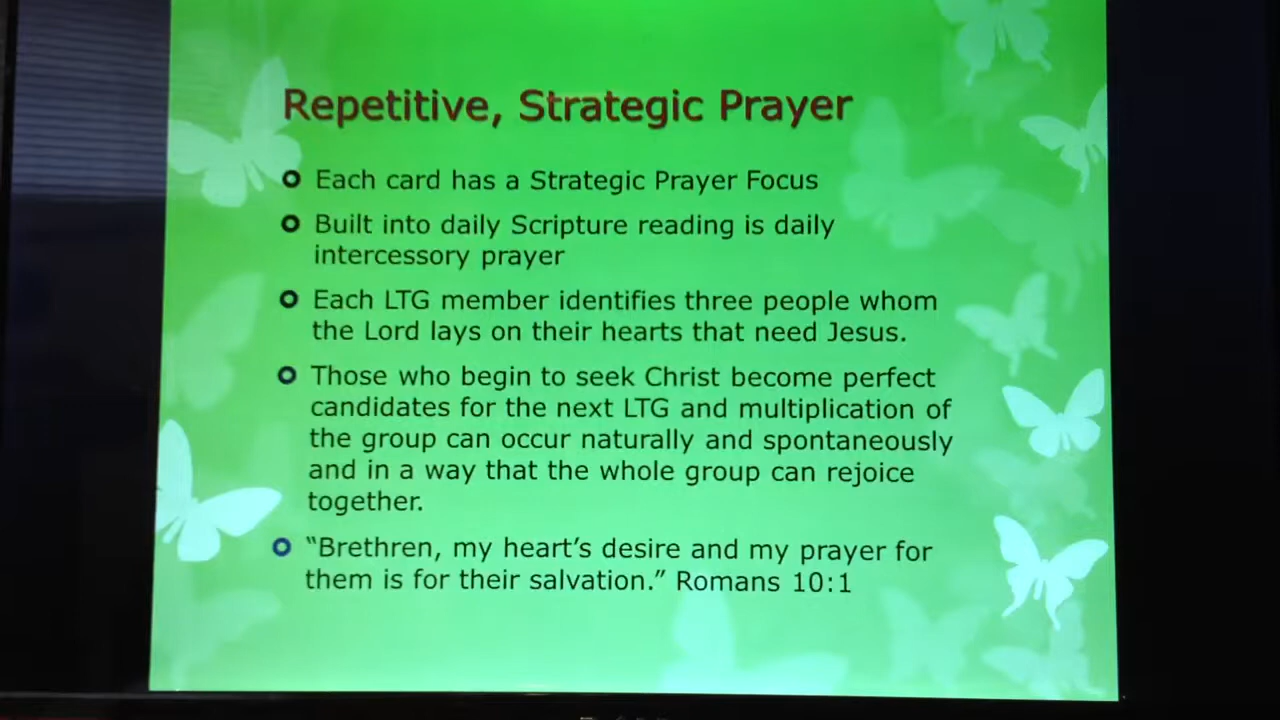 Repetitive, Strategic Prayer
Each card has a Strategic Prayer Focus
Built into daily Scripture reading is daily
intercessory prayer
Each LTG member identifies three people whom
the Lord lays on their hearts that need Jesus.
Those who begin to seek Christ become perfect
candidates for the next LTG and multiplication of
the group can occur naturally and spontaneously
and in a way that the whole group can rejoice
together.
“Brethren, my heart’s desire and my prayer for
them is for their salvation.” Romans 10:1